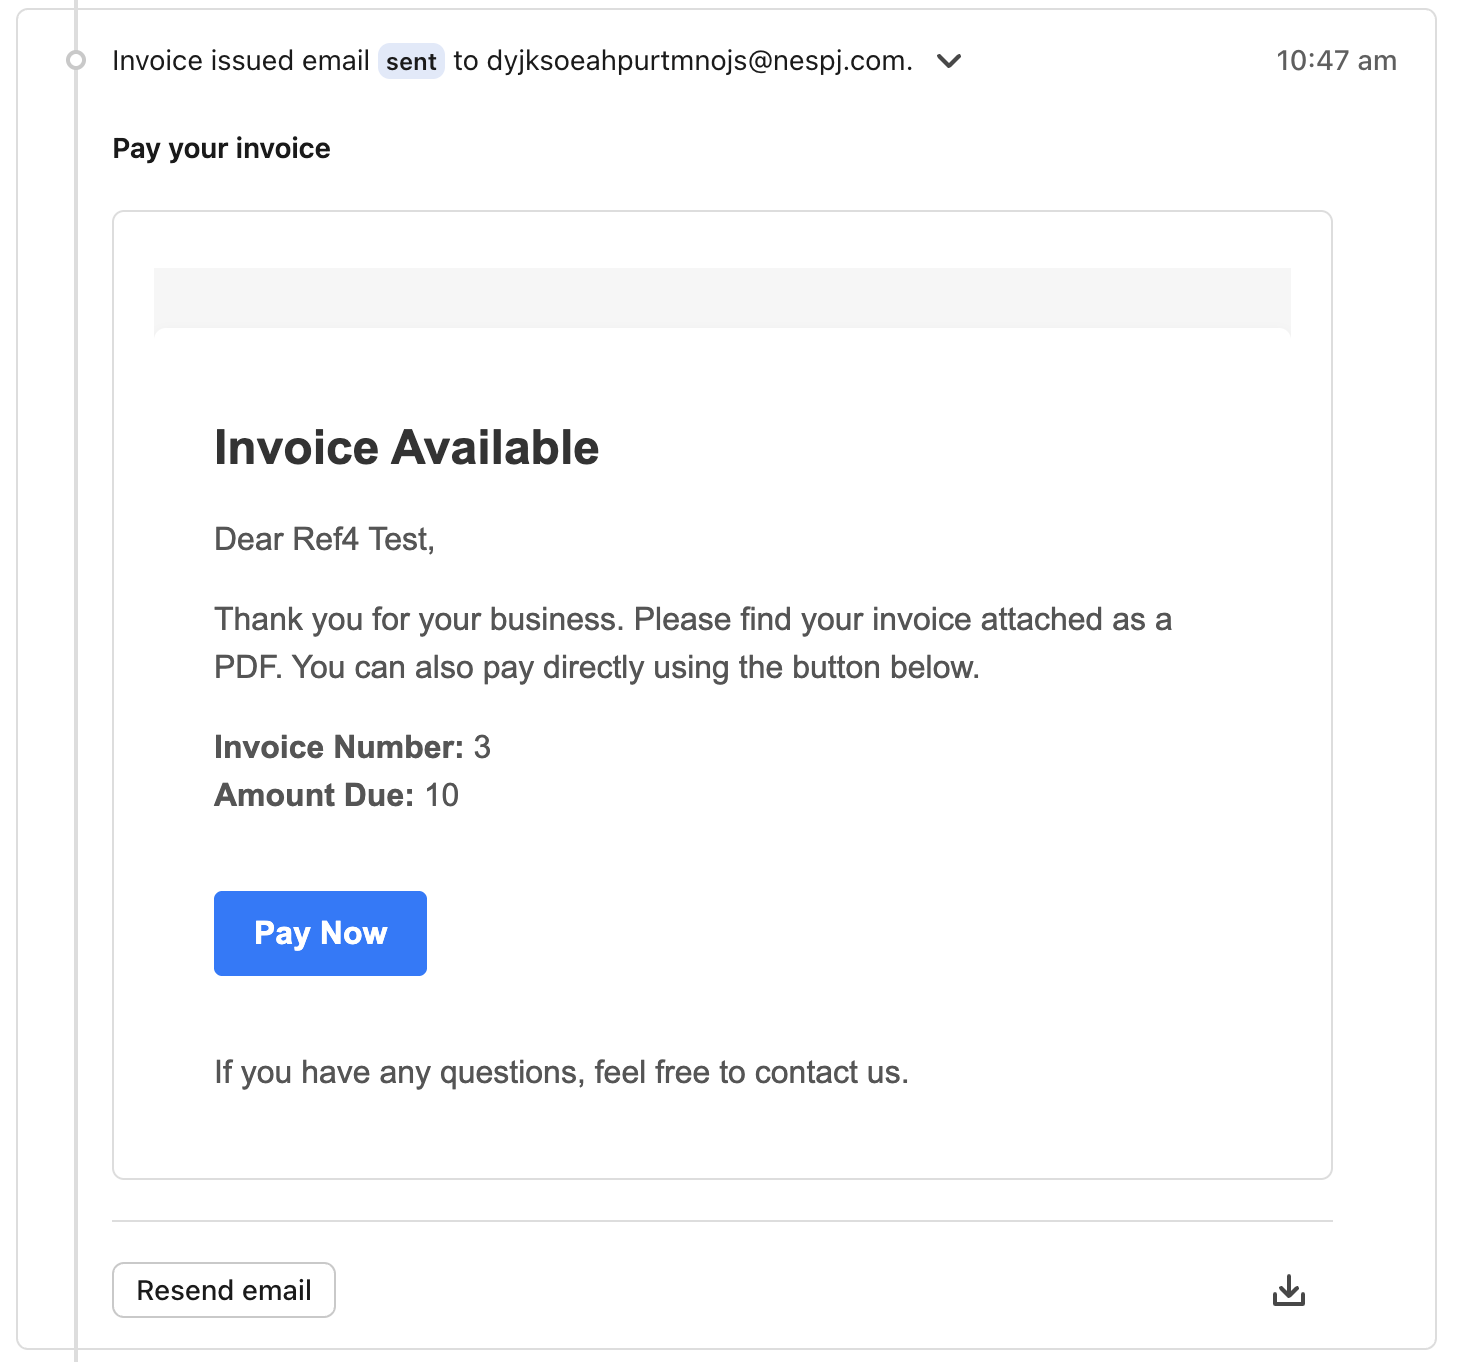 Invoice issued email sent to dyjksoeahpurtmnojs@nespj.com. 10:47 am
Pay your invoice
Invoice Available
Dear Ref4 Test,
Thank you for your business. Please find your invoice attached as a
PDF. You can also pay directly using the button below.
Invoice Number: 3
Amount Due: 10
Pay Now
If you have any questions, feel free to contact us.
Resend email